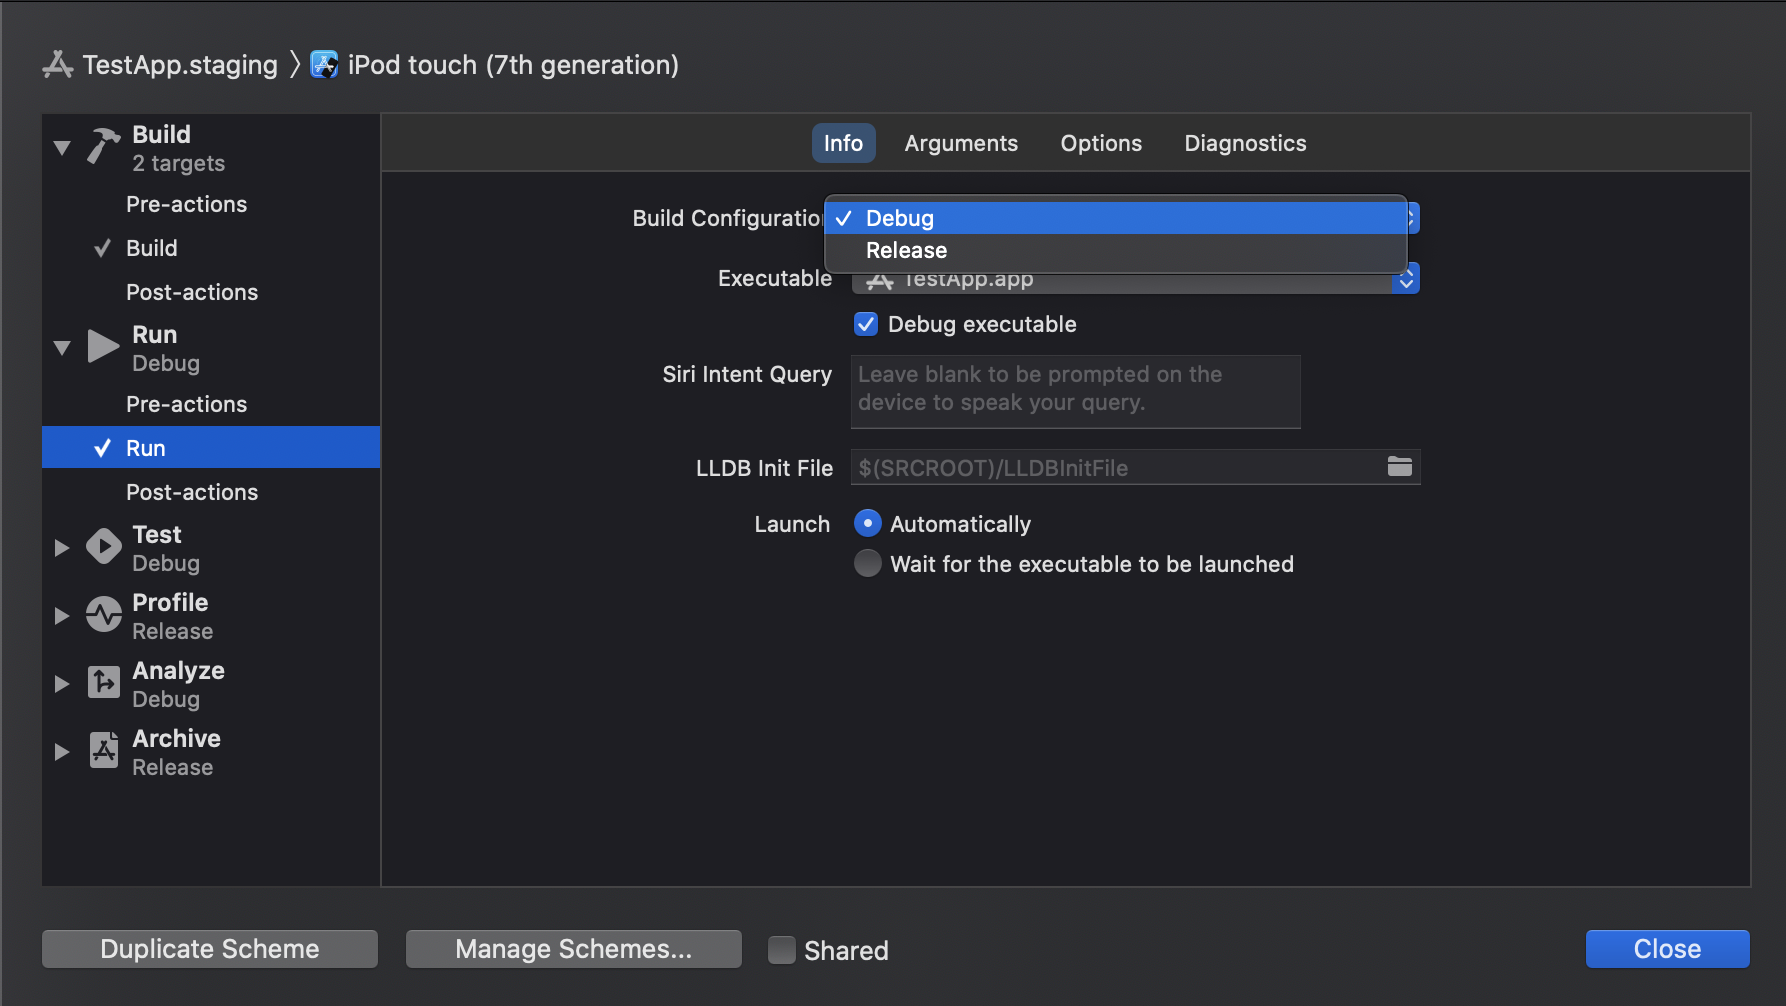 TestApp.staging 〉 iPod touch (7th generation)
Build
2 targets
Pre-actions
Build
Post-actions
Run
Debug
Pre-actions
Run
Post-actions
Test
Debug
Profile
Release
Analyze
Debug
Archive
Release
Info Arguments Options Diagnostics
Build Configuration Debug
Release
Executable TestApp.app
Debug executable
Siri Intent Query Leave blank to be prompted on the
device to speak your query.
LLDB Init File $(SRCROOT)/LLDBInitFile
Launch Automatically
Wait for the executable to be launched
Duplicate Scheme Manage Schemes... Shared Close